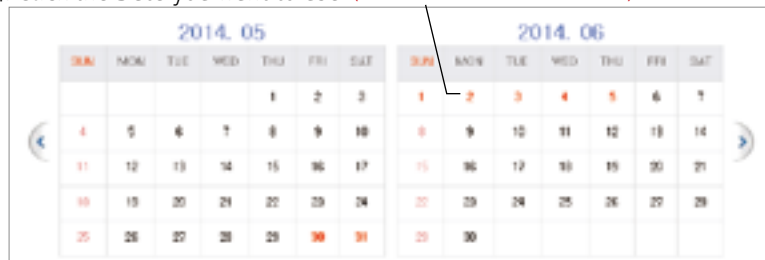 2014. 05
2014. 06
SUN MON TUE WED THU FRI SAT
SUN MON TUE WED THU FRI SAT
1 2 3
1 2 3 4 5 6 7
4 5 6 7 8 9 10
8 9 10 11 12 13 14
11 12 13 14 15 16 17
15 16 17 18 19 20 21
18 19 20 21 22 23 24
22 23 24 25 26 27 28
25 26 27 28 29 30 31
29 30